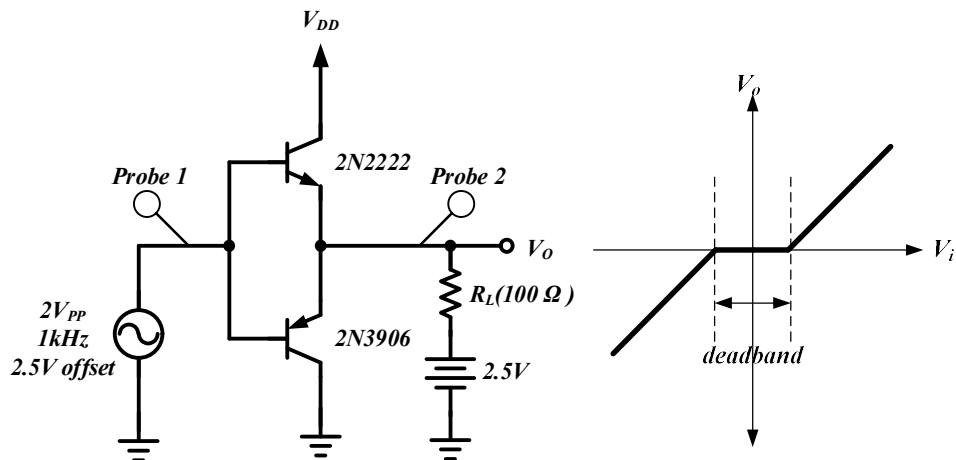 V_DD
2N2222
Probe 1
Probe 2
V_O
2V_PP
1kHz
2.5V offset
2N3906
R_L(100 Ω )
2.5V
V_o
V_i
deadband